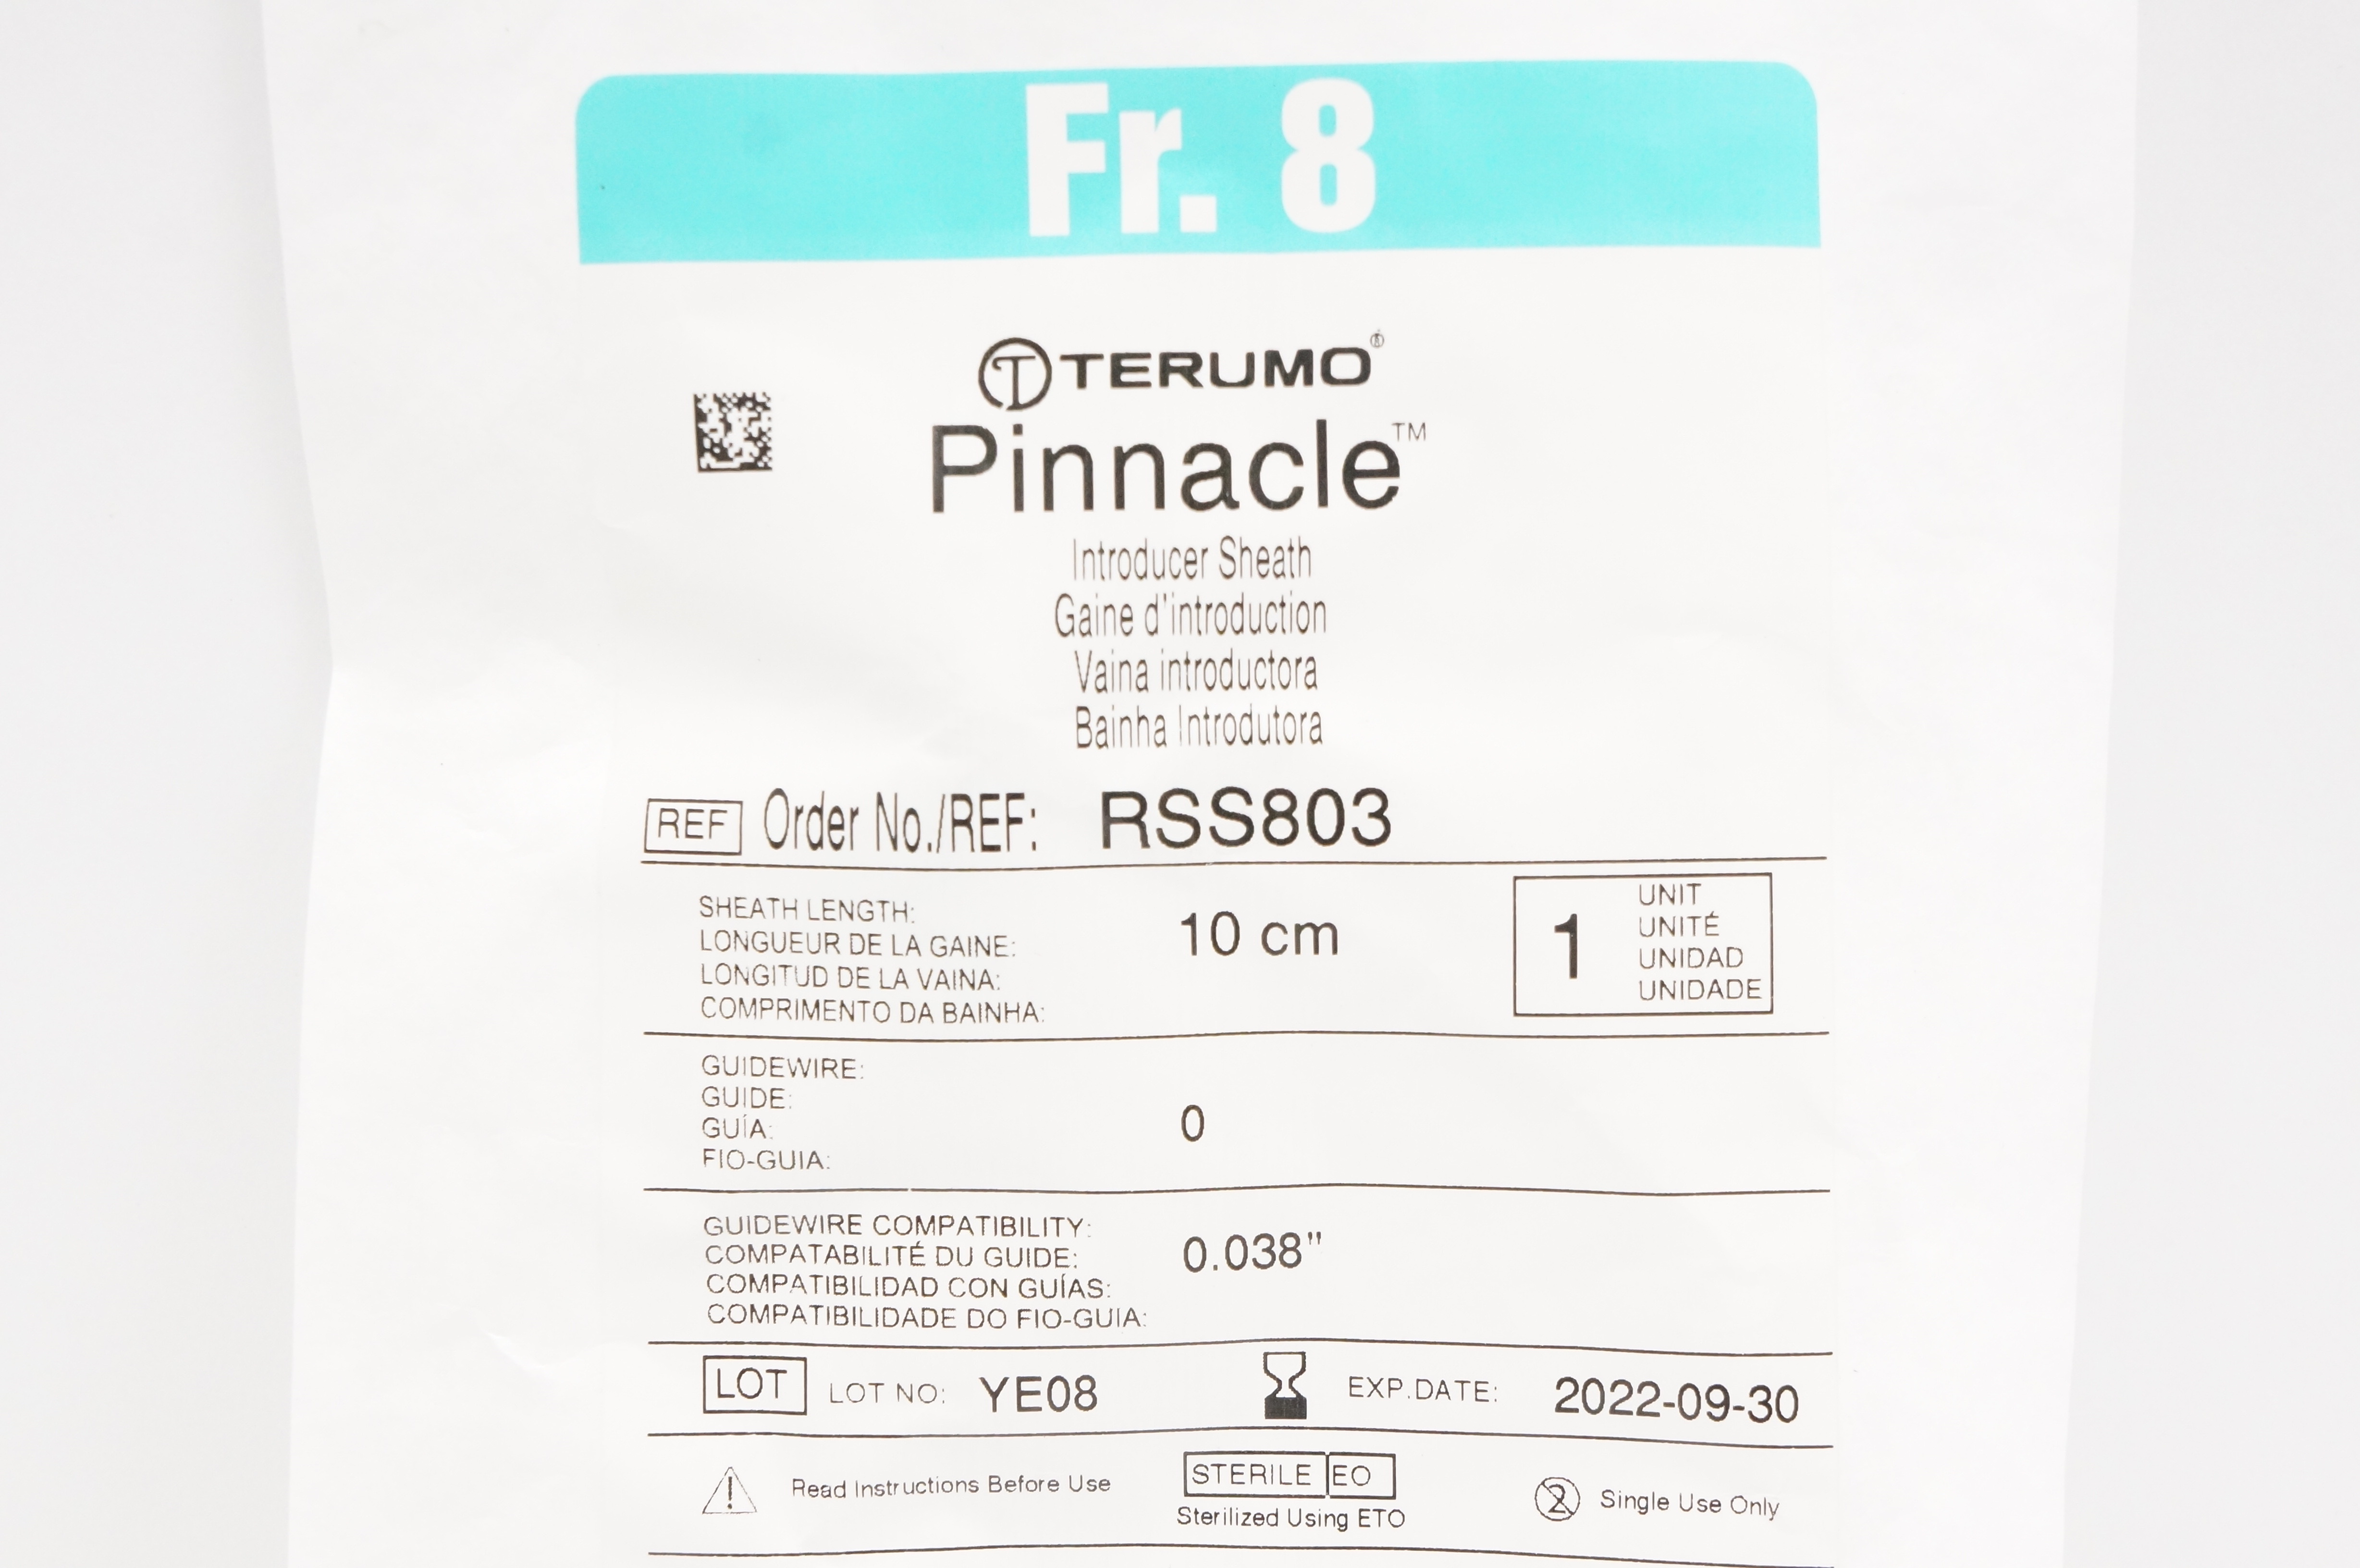 Fr. 8
TERUMO®
Pinnacle™
Introducer Sheath
Gaine d'introduction
Vaina introductora
Bainha Introdutora
REF Order No./REF: RSS803
SHEATH LENGTH:
LONGUEUR DE LA GAINE:
LONGITUD DE LA VAINA:
COMPRIMENTO DA BAINHA:
10 cm
1
UNIT
UNITÉ
UNIDAD
UNIDADE
GUIDEWIRE:
GUIDE:
GUÍA:
FIO-GUIA:
0
GUIDEWIRE COMPATIBILITY:
COMPATABILITÉ DU GUIDE:
COMPATIBILIDAD CON GUÍAS:
COMPATIBILIDADE DO FIO-GUIA:
0.038"
LOT LOT NO: YE08 EXP.DATE: 2022-09-30
Read Instructions Before Use
STERILE EO
Sterilized Using ETO
2 Single Use Only